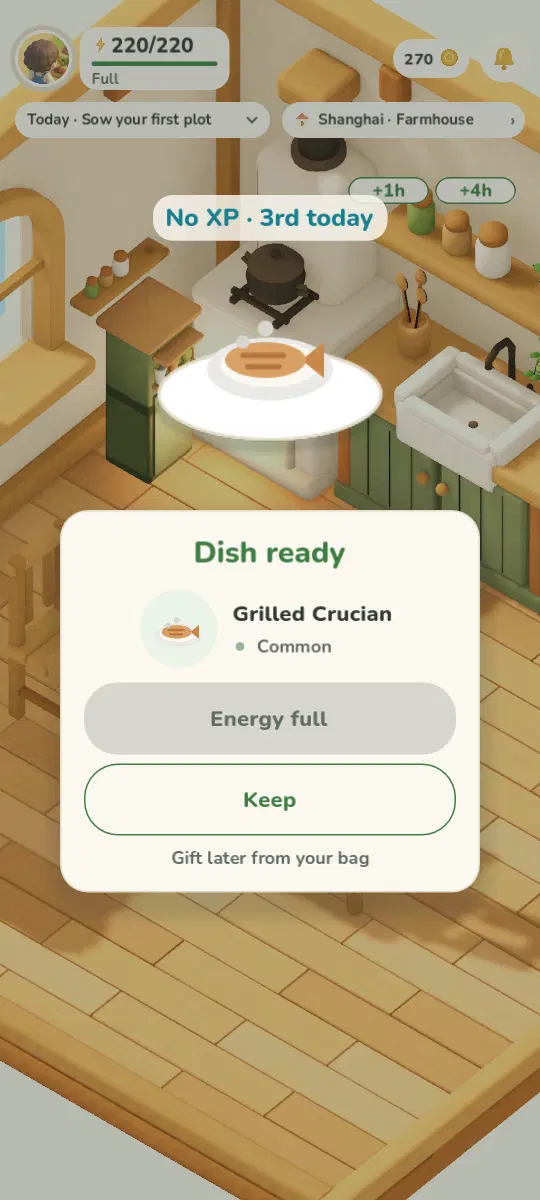 220/220
Full
270
Today · Sow your first plot
Shanghai · Farmhouse ›
+1h
+4h
No XP · 3rd today
Dish ready
Grilled Crucian
Common
Energy full
Keep
Gift later from your bag